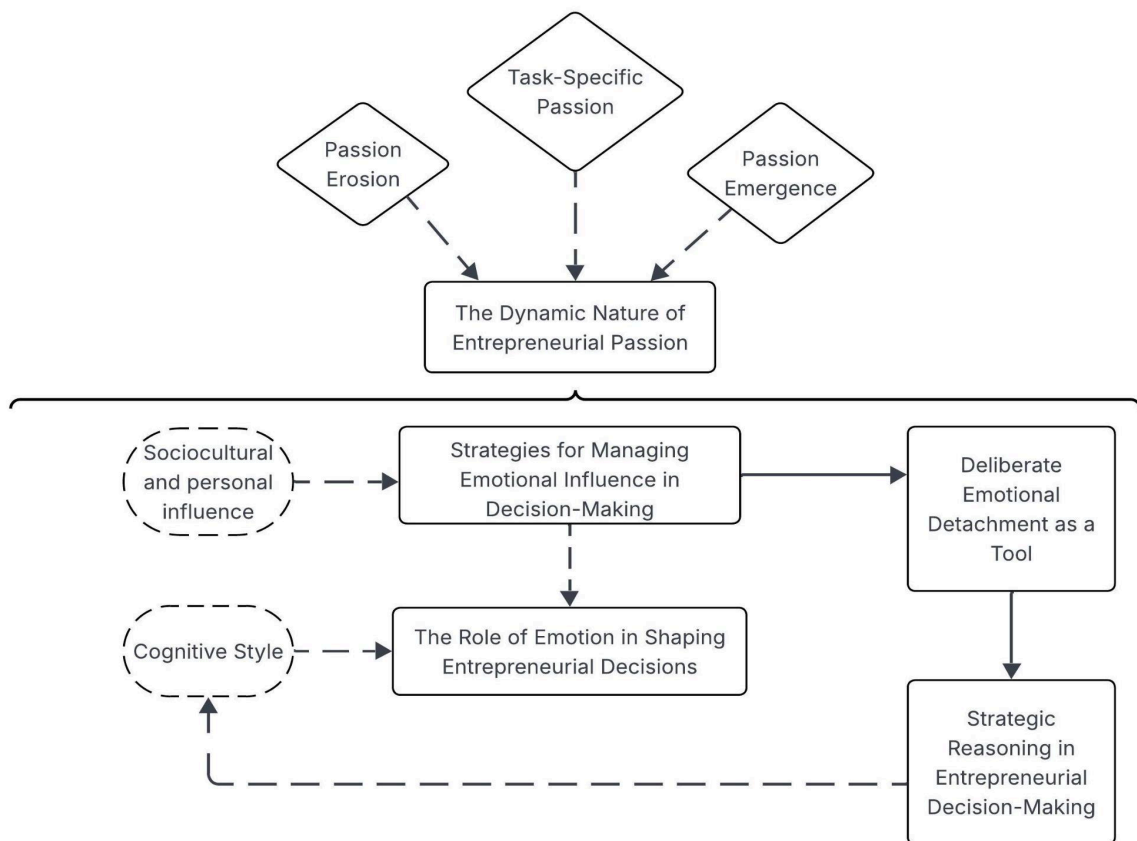 Task-Specific
Passion
Passion
Erosion
Passion
Emergence
The Dynamic Nature of
Entrepreneurial Passion
Sociocultural
and personal
influence
Strategies for Managing
Emotional Influence in
Decision-Making
Deliberate
Emotional
Detachment as a
Tool
Cognitive Style
The Role of Emotion in Shaping
Entrepreneurial Decisions
Strategic
Reasoning in
Entrepreneurial
Decision-Making